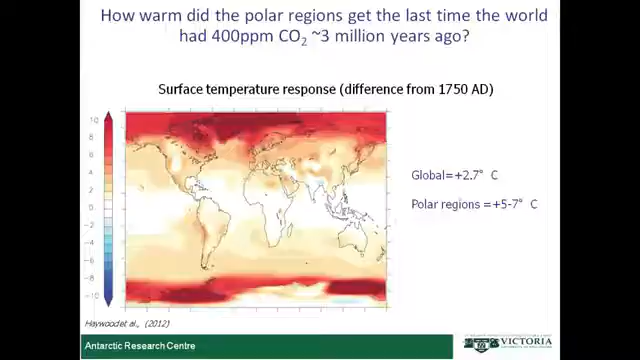 How warm did the polar regions get the last time the world
had 400ppm CO₂ ~3 million years ago?
Surface temperature response (difference from 1750 AD)
10
8
6
4
2
0
−2
−4
−6
−8
−10
Global=+2.7° C
Polar regions =+5-7° C
Haywood et al., (2012)
Antarctic Research Centre
VICTORIA